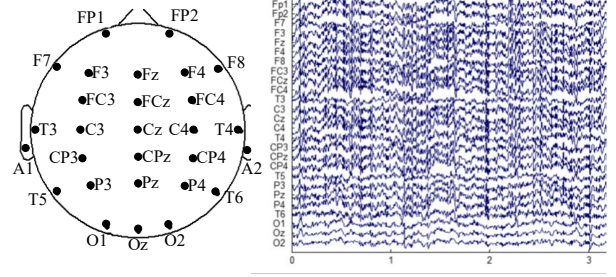 FP1 FP2
F7 F3 Fz F4 F8
FC3 FCz FC4
T3 C3 Cz C4 T4
A1 CP3 CPz CP4 A2
T5 P3 Pz P4 T6
O1 Oz O2
Fp1
Fp2
F7
F3
Fz
F4
F8
FC3
FCz
FC4
T3
C3
Cz
C4
T4
CP3
CPz
CP4
T5
P3
Pz
P4
T6
O1
Oz
O2
0 1 2 3